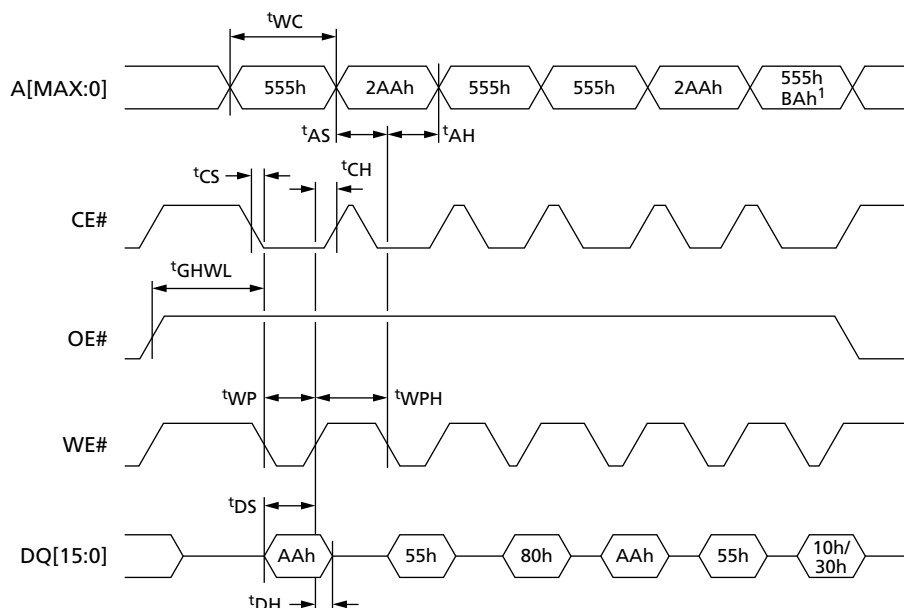 tWC
A[MAX:0] 555h 2AAh 555h 555h 2AAh 555h
BAh1
tAS tAH
tCS tCH
CE#
tGHWL
OE#
tWP tWPH
WE#
tDS
DQ[15:0] AAh 55h 80h AAh 55h 10h/
30h
tDH